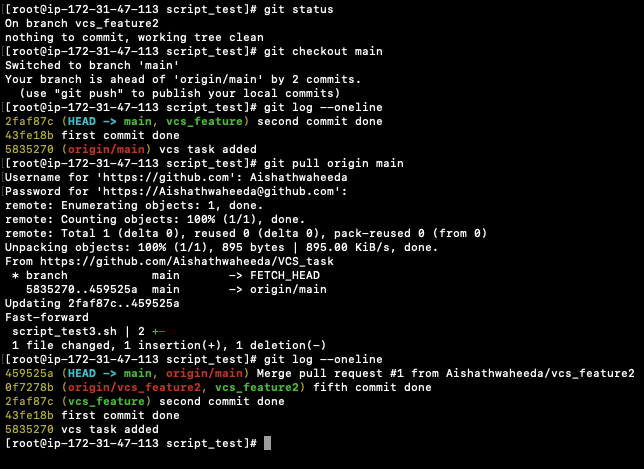 [root@ip-172-31-47-113 script_test]# git status
On branch vcs_feature2
nothing to commit, working tree clean
[root@ip-172-31-47-113 script_test]# git checkout main
Switched to branch 'main'
Your branch is ahead of 'origin/main' by 2 commits.
  (use "git push" to publish your local commits)
[root@ip-172-31-47-113 script_test]# git log --oneline
2faf87c (HEAD -> main, vcs_feature) second commit done
43fe18b first commit done
5835270 (origin/main) vcs task added
[root@ip-172-31-47-113 script_test]# git pull origin main
Username for 'https://github.com': Aishathwaheeda
Password for 'https://Aishathwaheeda@github.com':
remote: Enumerating objects: 1, done.
remote: Counting objects: 100% (1/1), done.
remote: Total 1 (delta 0), reused 0 (delta 0), pack-reused 0 (from 0)
Unpacking objects: 100% (1/1), 895 bytes | 895.00 KiB/s, done.
From https://github.com/Aishathwaheeda/VCS_task
 * branch            main       -> FETCH_HEAD
   5835270..459525a  main       -> origin/main
Updating 2faf87c..459525a
Fast-forward
 script_test3.sh | 2 +-
 1 file changed, 1 insertion(+), 1 deletion(-)
[root@ip-172-31-47-113 script_test]# git log --oneline
459525a (HEAD -> main, origin/main) Merge pull request #1 from Aishathwaheeda/vcs_feature2
0f7278b (origin/vcs_feature2, vcs_feature2) fifth commit done
2faf87c (vcs_feature) second commit done
43fe18b first commit done
5835270 vcs task added
[root@ip-172-31-47-113 script_test]#